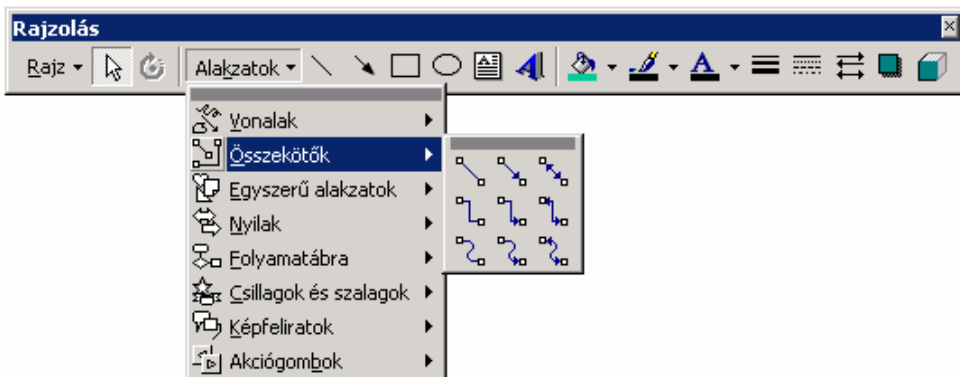 Rajzolás
Rajz Alakzatok A A
Vonalak
Összekötők
Egyszerű alakzatok
Nyilak
Folyamatábra
Csillagok és szalagok
Képfeliratok
Akciógombok